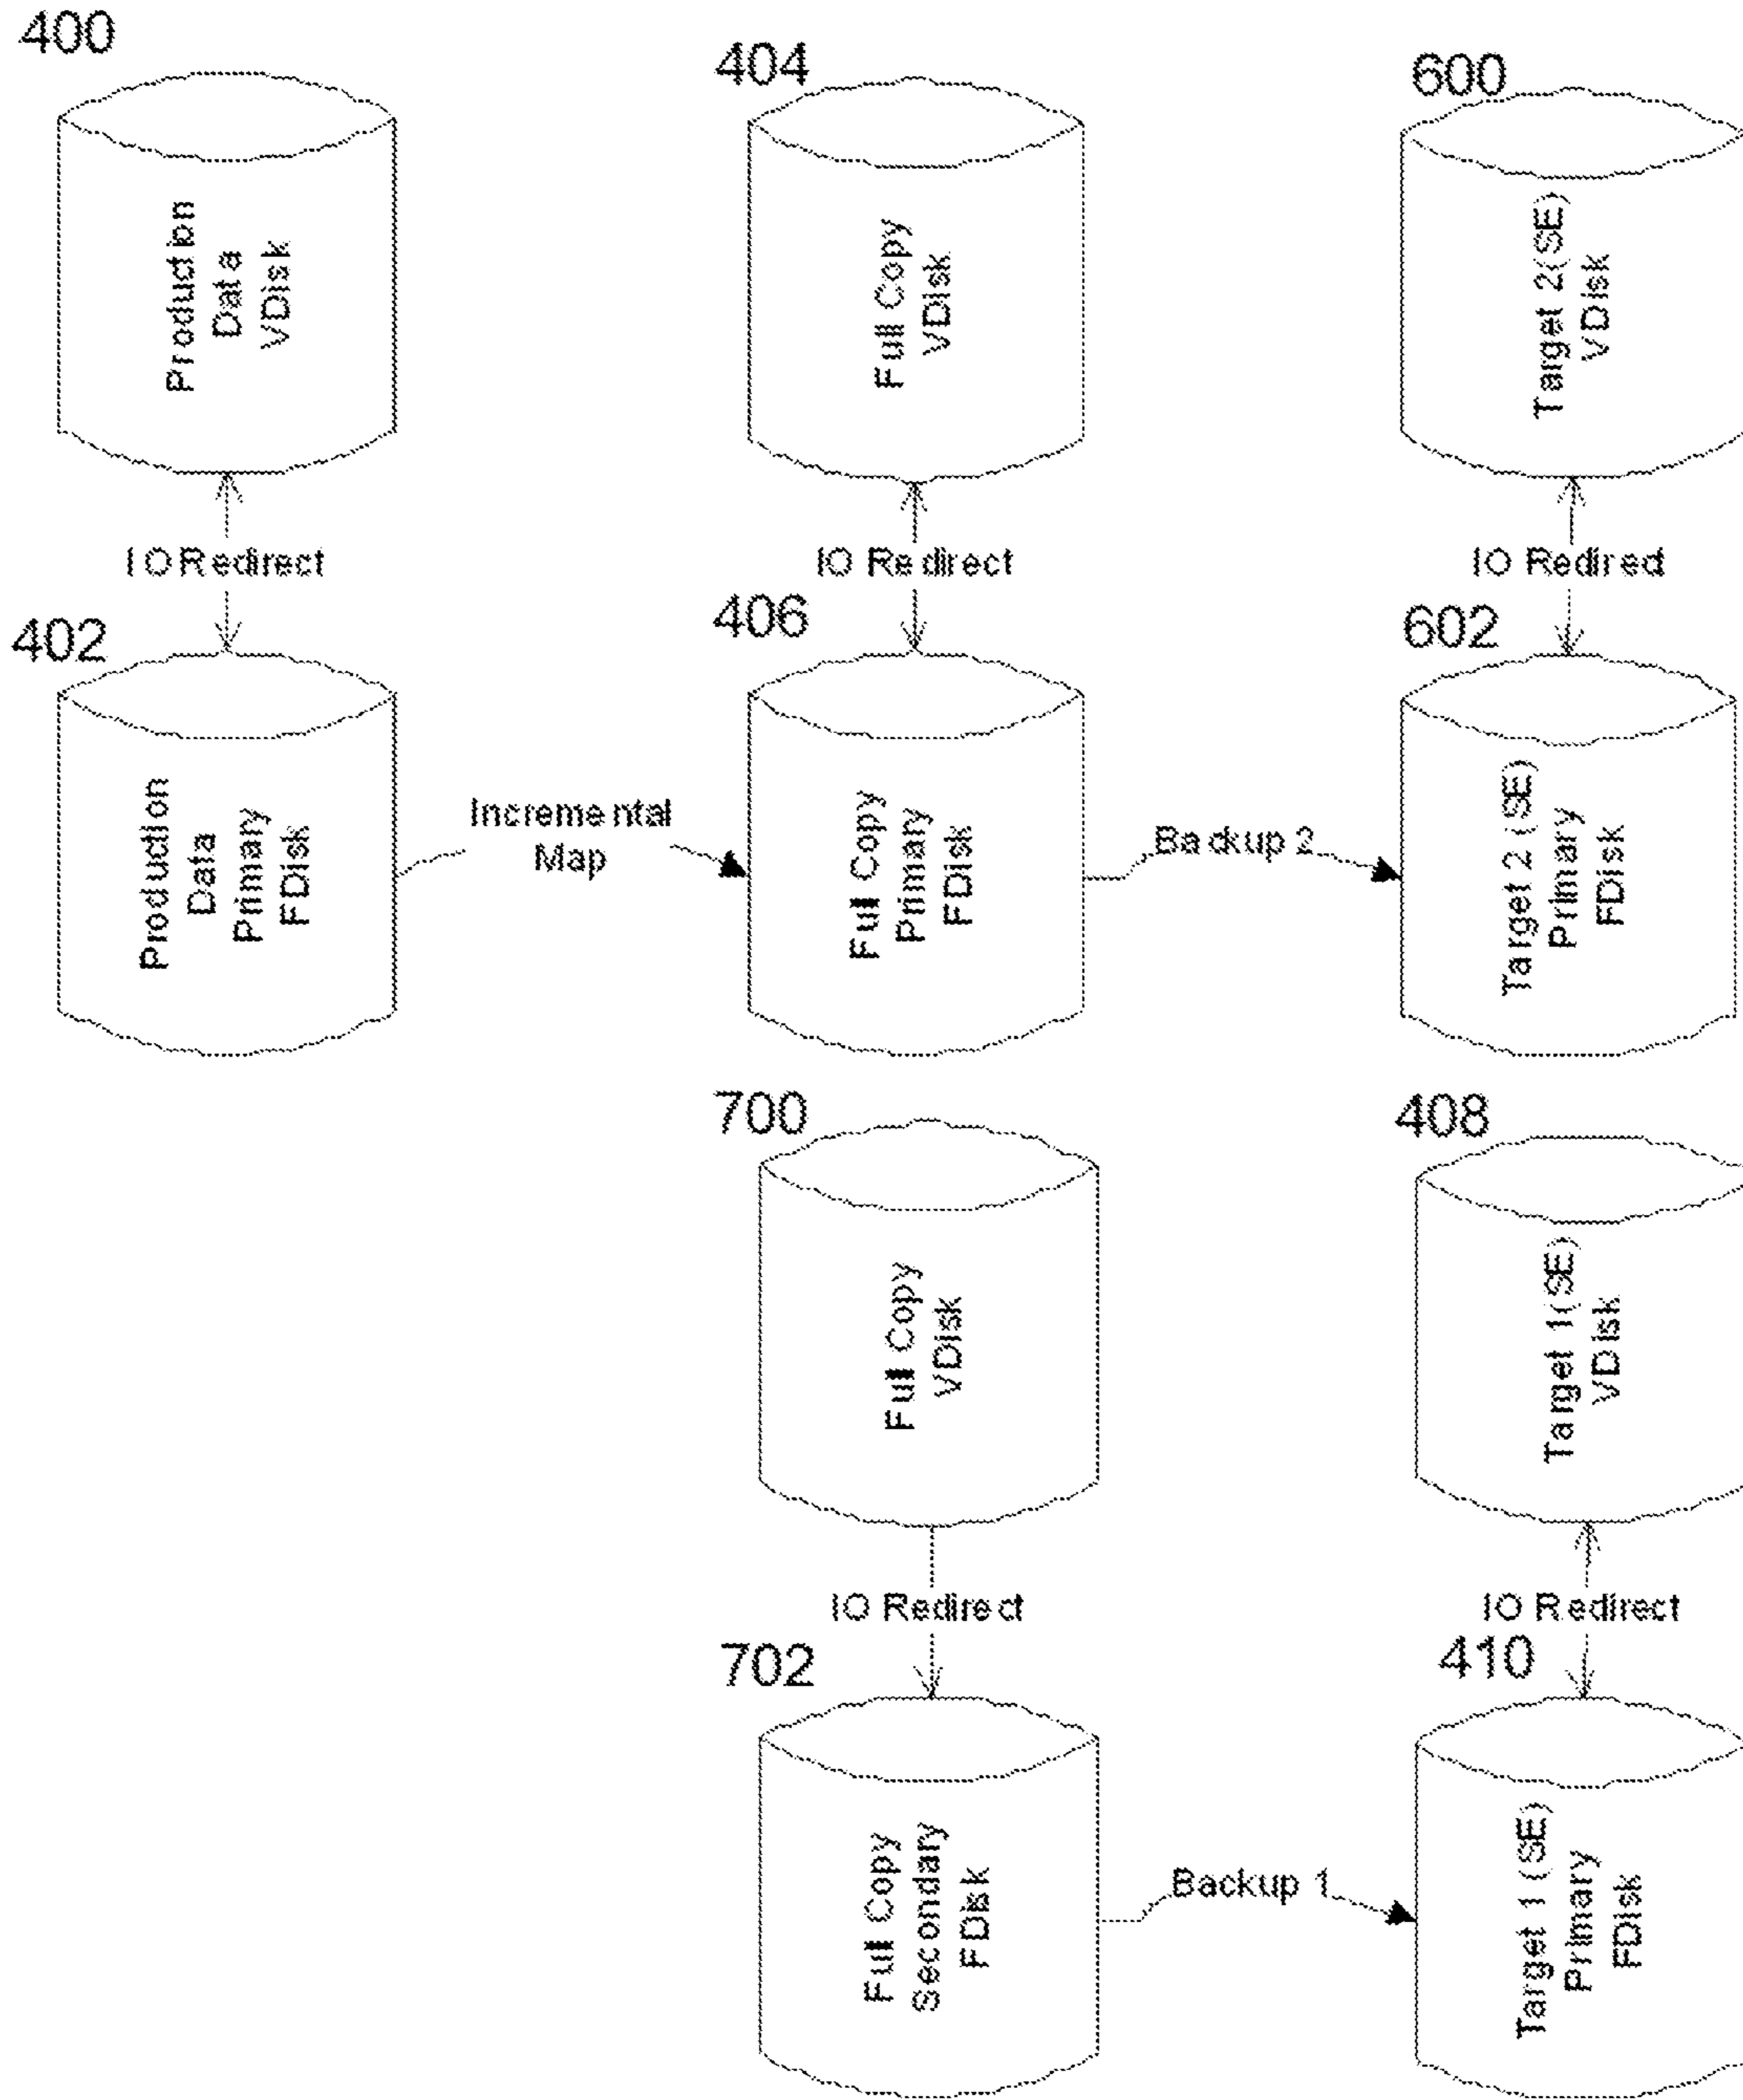 400
404
600
Production
Data
VDisk
Full Copy
VDisk
Target 2(SE)
VDisk
IO Redirect
IO Redirect
IO Redirect
402
406
602
Production
Data
Primary
FDisk
Incremental
Map
Full Copy
Primary
FDisk
Backup 2
Target 2 (SE)
Primary
FDisk
700
408
Full Copy
VDisk
Target 1(SE)
VDisk
IO Redirect
IO Redirect
702
410
Full Copy
Secondary
FDisk
Backup 1
Target 1 (SE)
Primary
FDisk